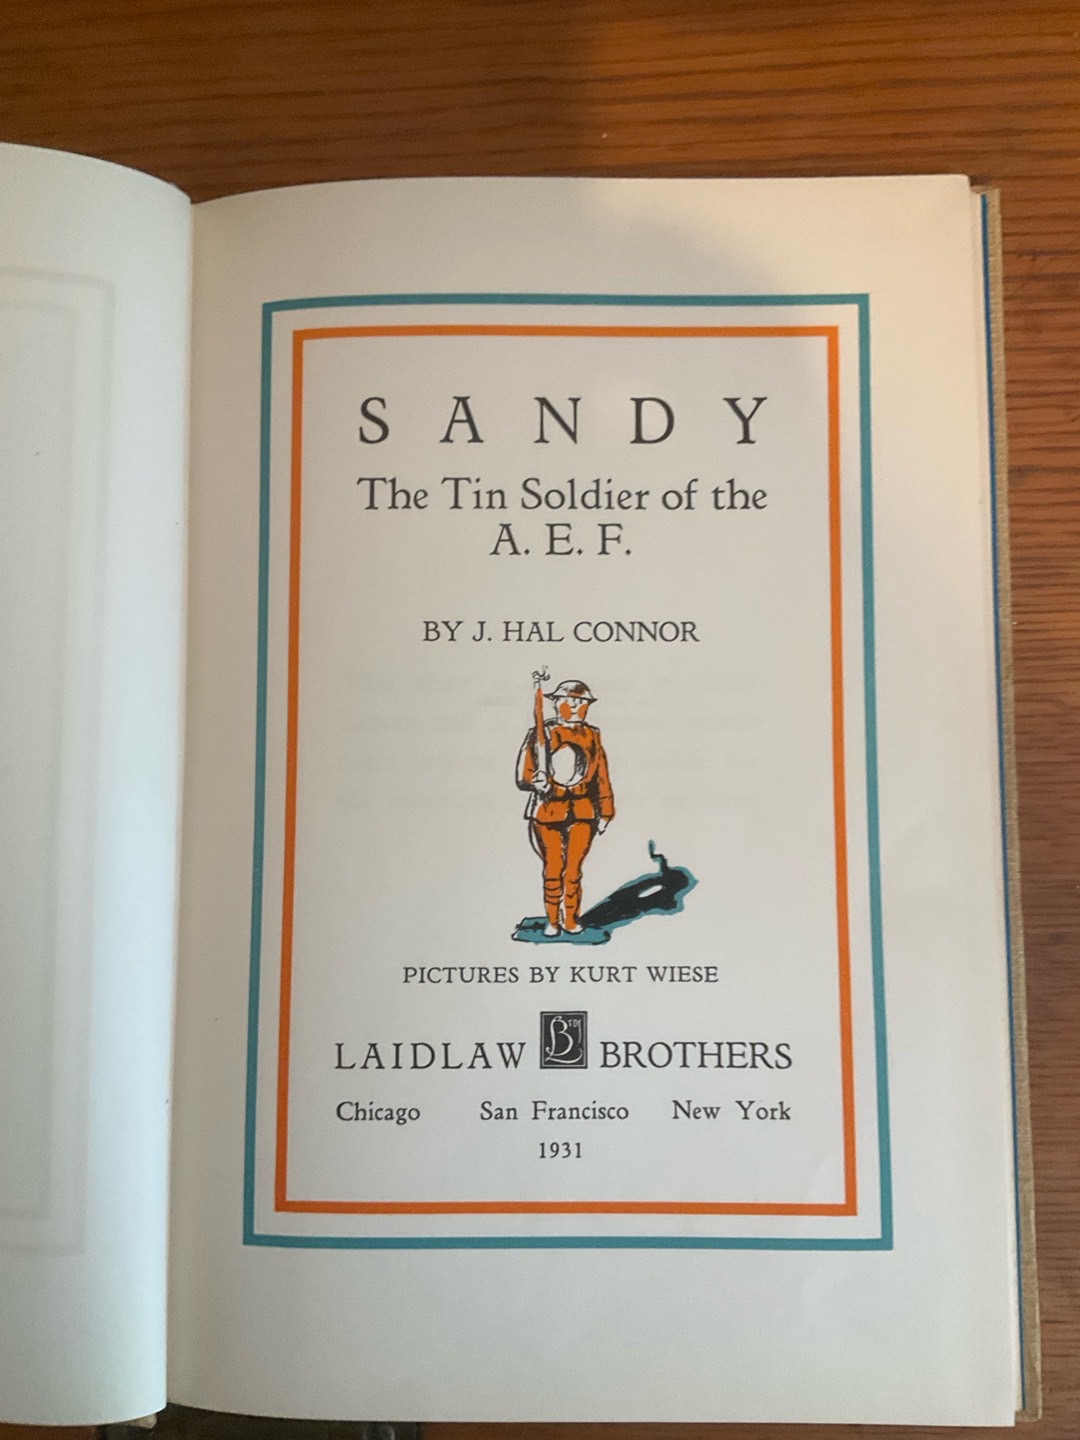 SANDY
The Tin Soldier of the
A. E. F.
BY J. HAL CONNOR
PICTURES BY KURT WIESE
LAIDLAW BROTHERS
Chicago San Francisco New York
1931